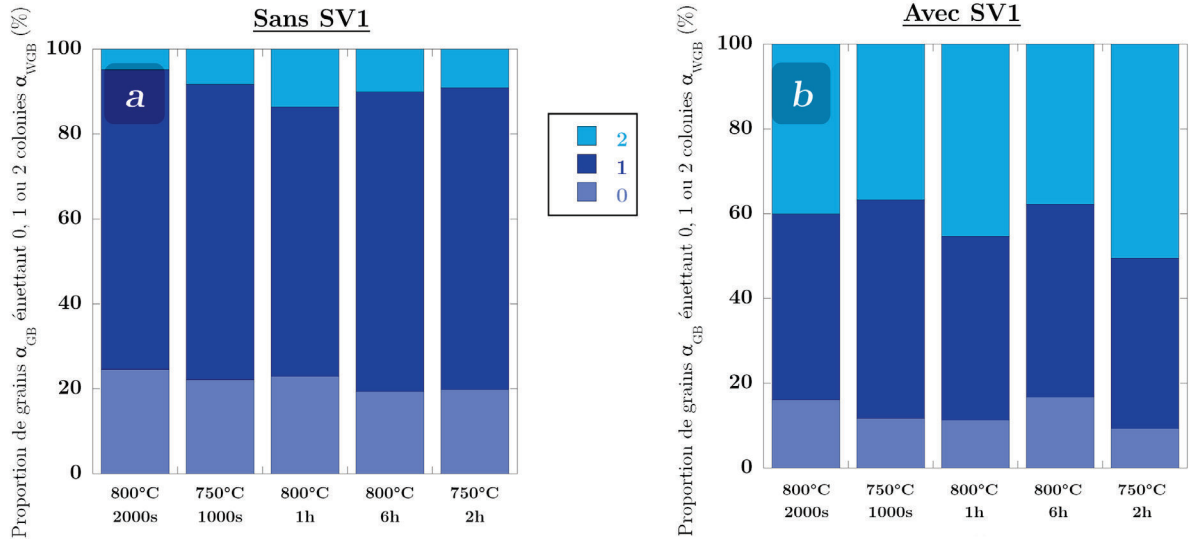 Sans SV1
Proportion de grains α_GB émettant 0, 1 ou 2 colonies α_WGB (%)
100
80
60
40
20
0
a
800°C 750°C 800°C 800°C 750°C
2000s 1000s 1h 6h 2h
2
1
0
Avec SV1
Proportion de grains α_GB émettant 0, 1 ou 2 colonies α_WGB (%)
100
80
60
40
20
0
b
800°C 750°C 800°C 800°C 750°C
2000s 1000s 1h 6h 2h